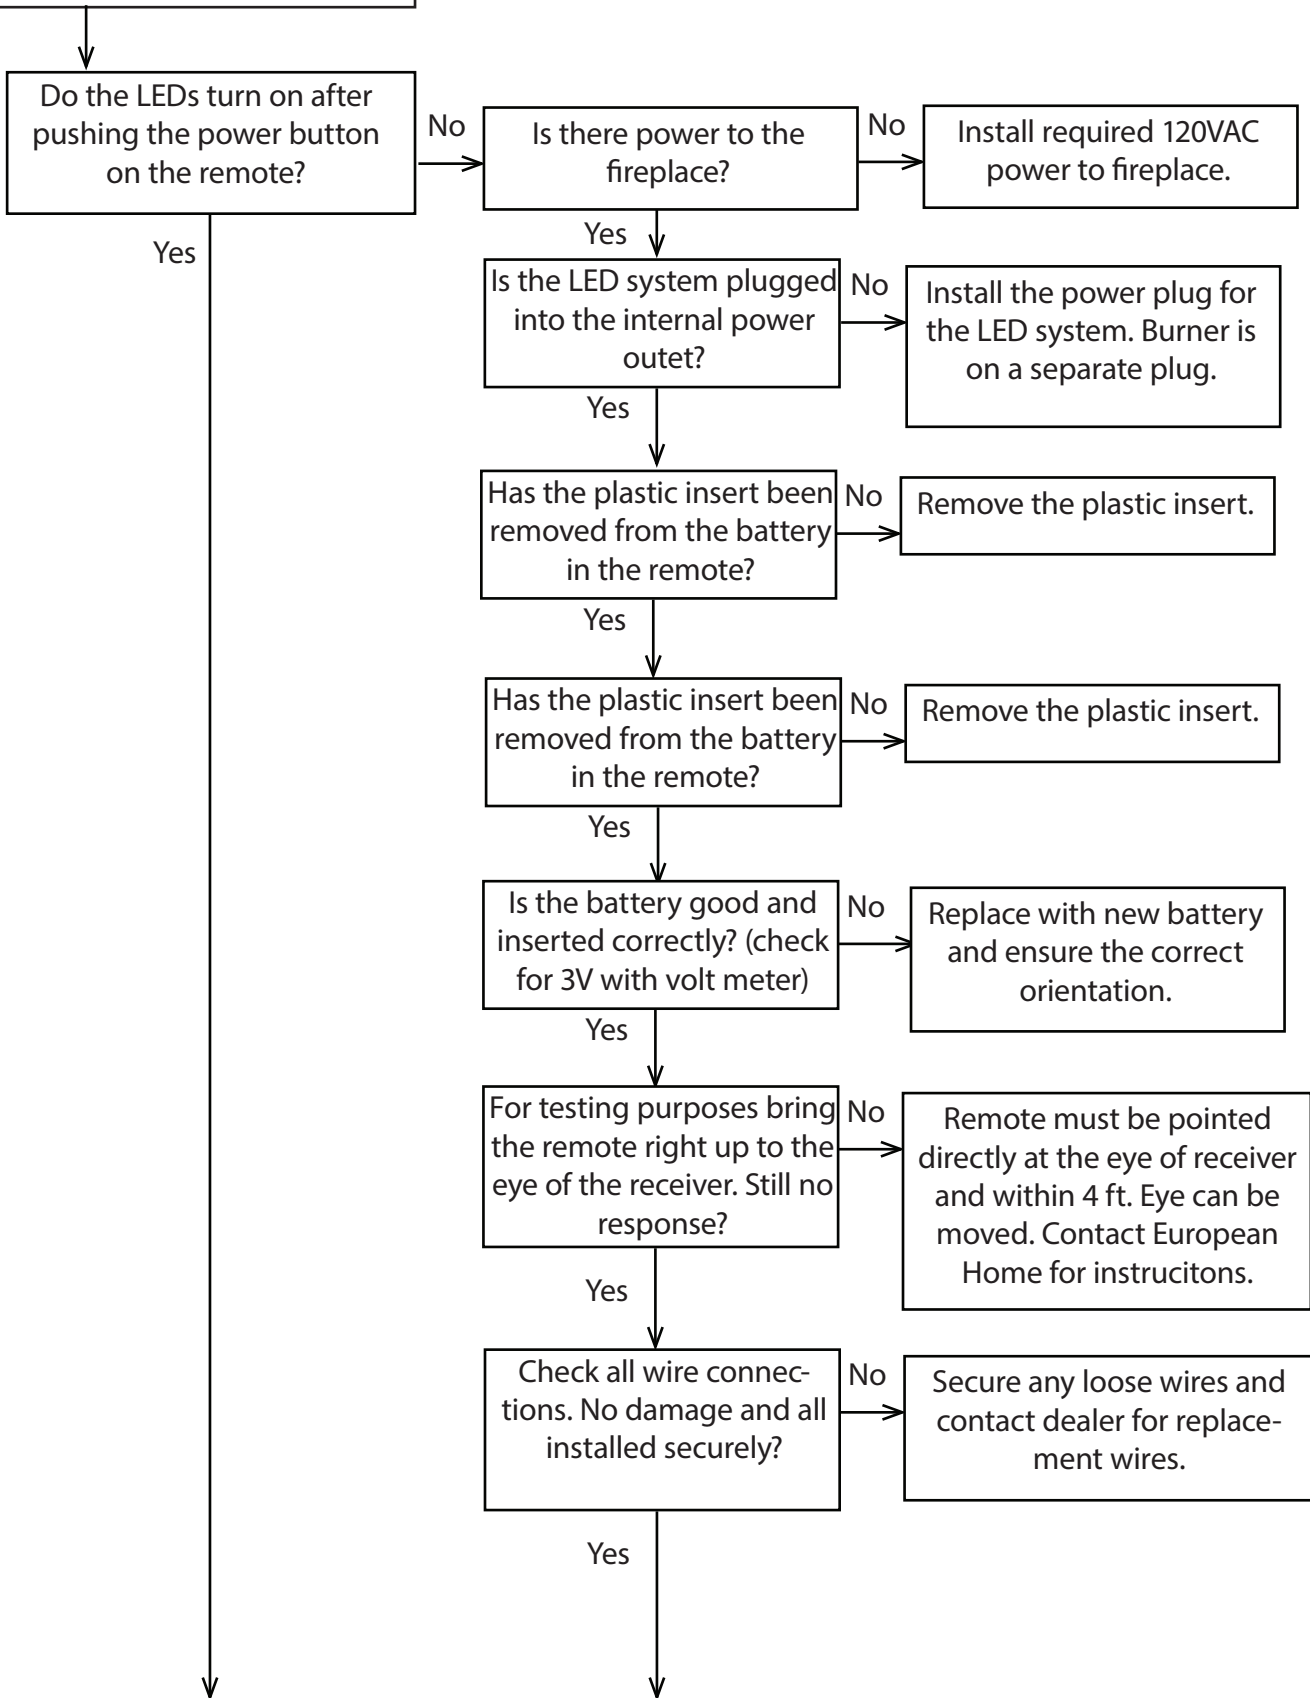 Do the LEDs turn on after
pushing the power button
on the remote?
No
Is there power to the
fireplace?
No
Install required 120VAC
power to fireplace.
Yes
Yes
Is the LED system plugged
into the internal power
outet?
No
Install the power plug for
the LED system. Burner is
on a separate plug.
Yes
Has the plastic insert been
removed from the battery
in the remote?
No
Remove the plastic insert.
Yes
Has the plastic insert been
removed from the battery
in the remote?
No
Remove the plastic insert.
Yes
Is the battery good and
inserted correctly? (check
for 3V with volt meter)
No
Replace with new battery
and ensure the correct
orientation.
Yes
For testing purposes bring
the remote right up to the
eye of the receiver. Still no
response?
No
Remote must be pointed
directly at the eye of receiver
and within 4 ft. Eye can be
moved. Contact European
Home for instrucitons.
Yes
Check all wire connec-
tions. No damage and all
installed securely?
No
Secure any loose wires and
contact dealer for replace-
ment wires.
Yes